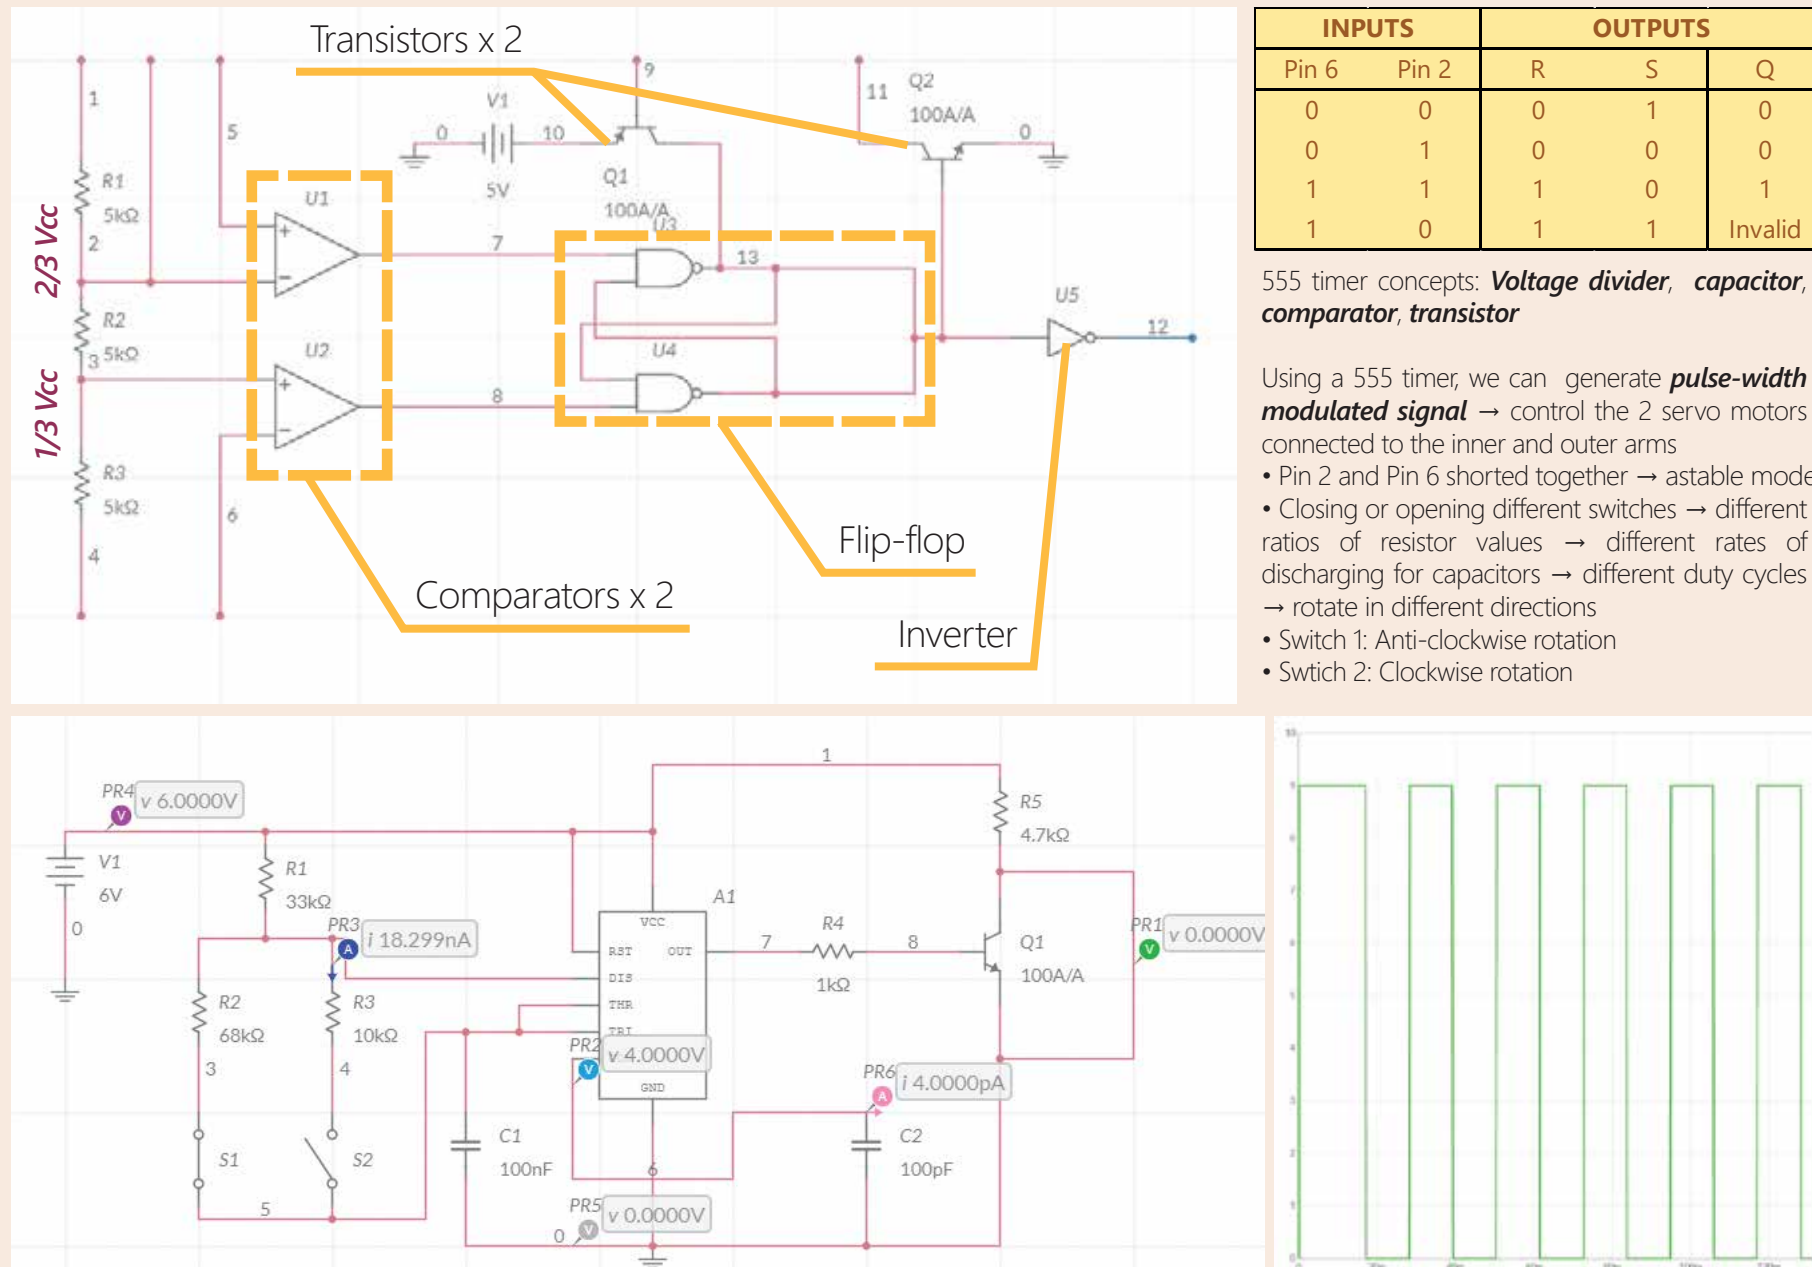 Transistors x 2
9
11
Q2
100A/A
1
V1
5
0
10
0
R1
5kΩ
5V
Q1
100A/A
U1
U3
2/3 Vcc
2
7
13
U5
R2
5kΩ
3
U2
U4
12
1/3 Vcc
8
R3
5kΩ
6
4
Flip-flop
Comparators x 2
Inverter
INPUTS OUTPUTS
Pin 6 Pin 2 R S Q
0 0 0 1 0
0 1 0 0 0
1 1 1 0 1
1 0 1 1 Invalid
555 timer concepts: Voltage divider, capacitor,
comparator, transistor
Using a 555 timer, we can generate pulse-width
modulated signal → control the 2 servo motors
connected to the inner and outer arms
• Pin 2 and Pin 6 shorted together → astable mode
• Closing or opening different switches → different
ratios of resistor values → different rates of
discharging for capacitors → different duty cycles
→ rotate in different directions
• Switch 1: Anti-clockwise rotation
• Swtich 2: Clockwise rotation
1
PR4 v 6.0000V
V
V1
6V
0
R1
33kΩ
R5
4.7kΩ
A1
PR3 i 18.299nA
A
VCC
RST OUT
DIS
THR
TRI
GND
7
R4
1kΩ
8
Q1
100A/A
PR1 v 0.0000V
V
R2
68kΩ
R3
10kΩ
3
4
PR2 v 4.0000V
V
PR6 i 4.0000pA
A
S1
S2
C1
100nF
C2
100pF
6
5
PR5 v 0.0000V
V
0